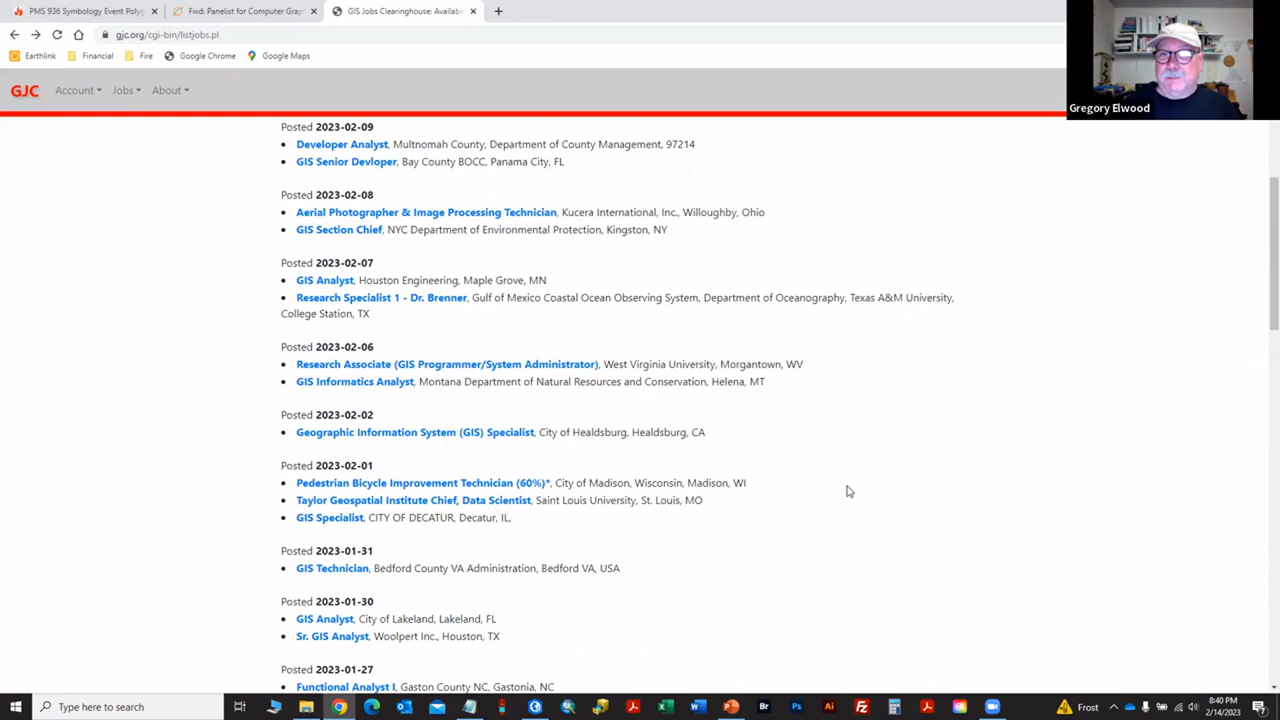 PMS 936 Symbology Event Polyg
Fwd: Panelist for Computer Grap
GIS Jobs Clearinghouse: Availab
gjc.org/cgi-bin/listjobs.pl
Earthlink
Financial
Fire
Google Chrome
Google Maps
GJC
Account
Jobs
About
Gregory Elwood
Posted 2023-02-09
Developer Analyst, Multnomah County, Department of County Management, 97214
GIS Senior Devloper, Bay County BOCC, Panama City, FL
Posted 2023-02-08
Aerial Photographer & Image Processing Technician, Kucera International, Inc., Willoughby, Ohio
GIS Section Chief, NYC Department of Environmental Protection, Kingston, NY
Posted 2023-02-07
GIS Analyst, Houston Engineering, Maple Grove, MN
Research Specialist 1 - Dr. Brenner, Gulf of Mexico Coastal Ocean Observing System, Department of Oceanography, Texas A&M University,
College Station, TX
Posted 2023-02-06
Research Associate (GIS Programmer/System Administrator), West Virginia University, Morgantown, WV
GIS Informatics Analyst, Montana Department of Natural Resources and Conservation, Helena, MT
Posted 2023-02-02
Geographic Information System (GIS) Specialist, City of Healdsburg, Healdsburg, CA
Posted 2023-02-01
Pedestrian Bicycle Improvement Technician (60%)*, City of Madison, Wisconsin, Madison, WI
Taylor Geospatial Institute Chief, Data Scientist, Saint Louis University, St. Louis, MO
GIS Specialist, CITY OF DECATUR, Decatur, IL,
Posted 2023-01-31
GIS Technician, Bedford County VA Administration, Bedford VA, USA
Posted 2023-01-30
GIS Analyst, City of Lakeland, Lakeland, FL
Sr. GIS Analyst, Woolpert Inc., Houston, TX
Posted 2023-01-27
Functional Analyst I, Gaston County NC, Gastonia, NC
Type here to search
Br
Ps
Ai
Fz
Frost
8:40 PM
2/14/2023